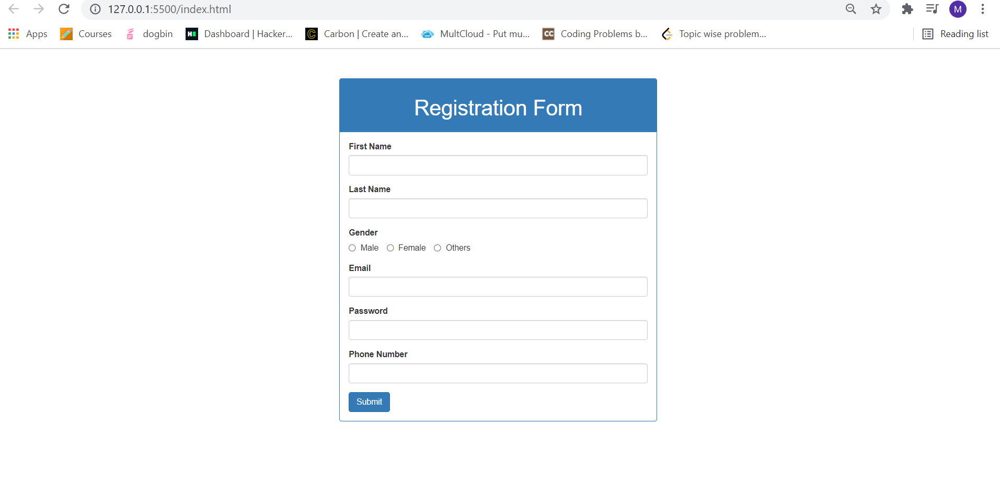 127.0.0.1:5500/index.html M
Apps Courses dogbin Dashboard | Hacker... Carbon | Create an... MultCloud - Put mu... CC Coding Problems b... Topic wise problem... Reading list
Registration Form
First Name
Last Name
Gender
Male Female Others
Email
Password
Phone Number
Submit